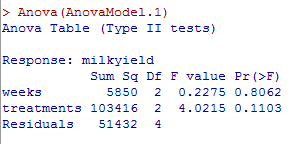 > Anova(AnovaModel.1)
Anova Table (Type II tests)
Response: milkyield
Sum Sq Df F value Pr(>F)
weeks 5850 2 0.2275 0.8062
treatments 103416 2 4.0215 0.1103
Residuals 51432 4